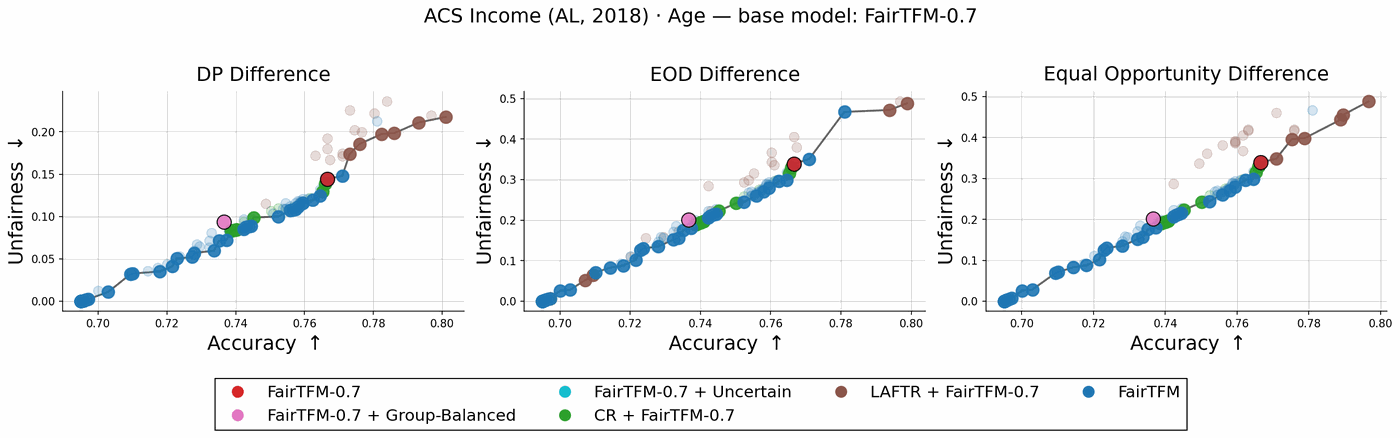 ACS Income (AL, 2018) · Age — base model: FairTFM-0.7
DP Difference
EOD Difference
Equal Opportunity Difference
Unfairness ↓
0.20
0.15
0.10
0.05
0.00
0.70 0.72 0.74 0.76 0.78 0.80
Accuracy ↑
Unfairness ↓
0.5
0.4
0.3
0.2
0.1
0.0
0.70 0.72 0.74 0.76 0.78 0.80
Accuracy ↑
Unfairness ↓
0.5
0.4
0.3
0.2
0.1
0.0
0.70 0.72 0.74 0.76 0.78 0.80
Accuracy ↑
FairTFM-0.7 FairTFM-0.7 + Uncertain LAFTR + FairTFM-0.7 FairTFM
FairTFM-0.7 + Group-Balanced CR + FairTFM-0.7